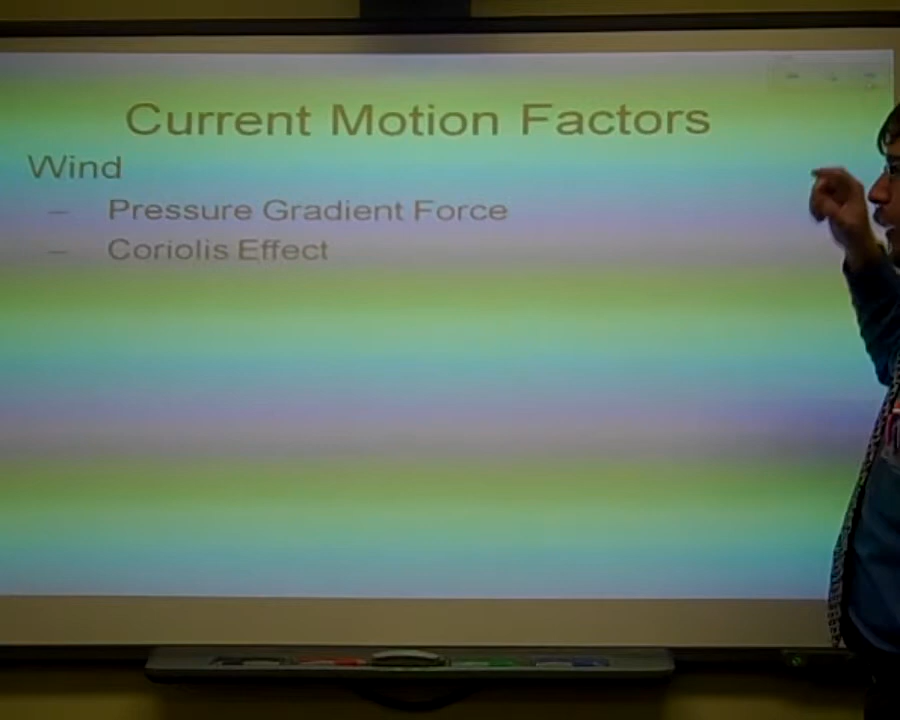 Current Motion Factors
Wind
– Pressure Gradient Force
– Coriolis Effect